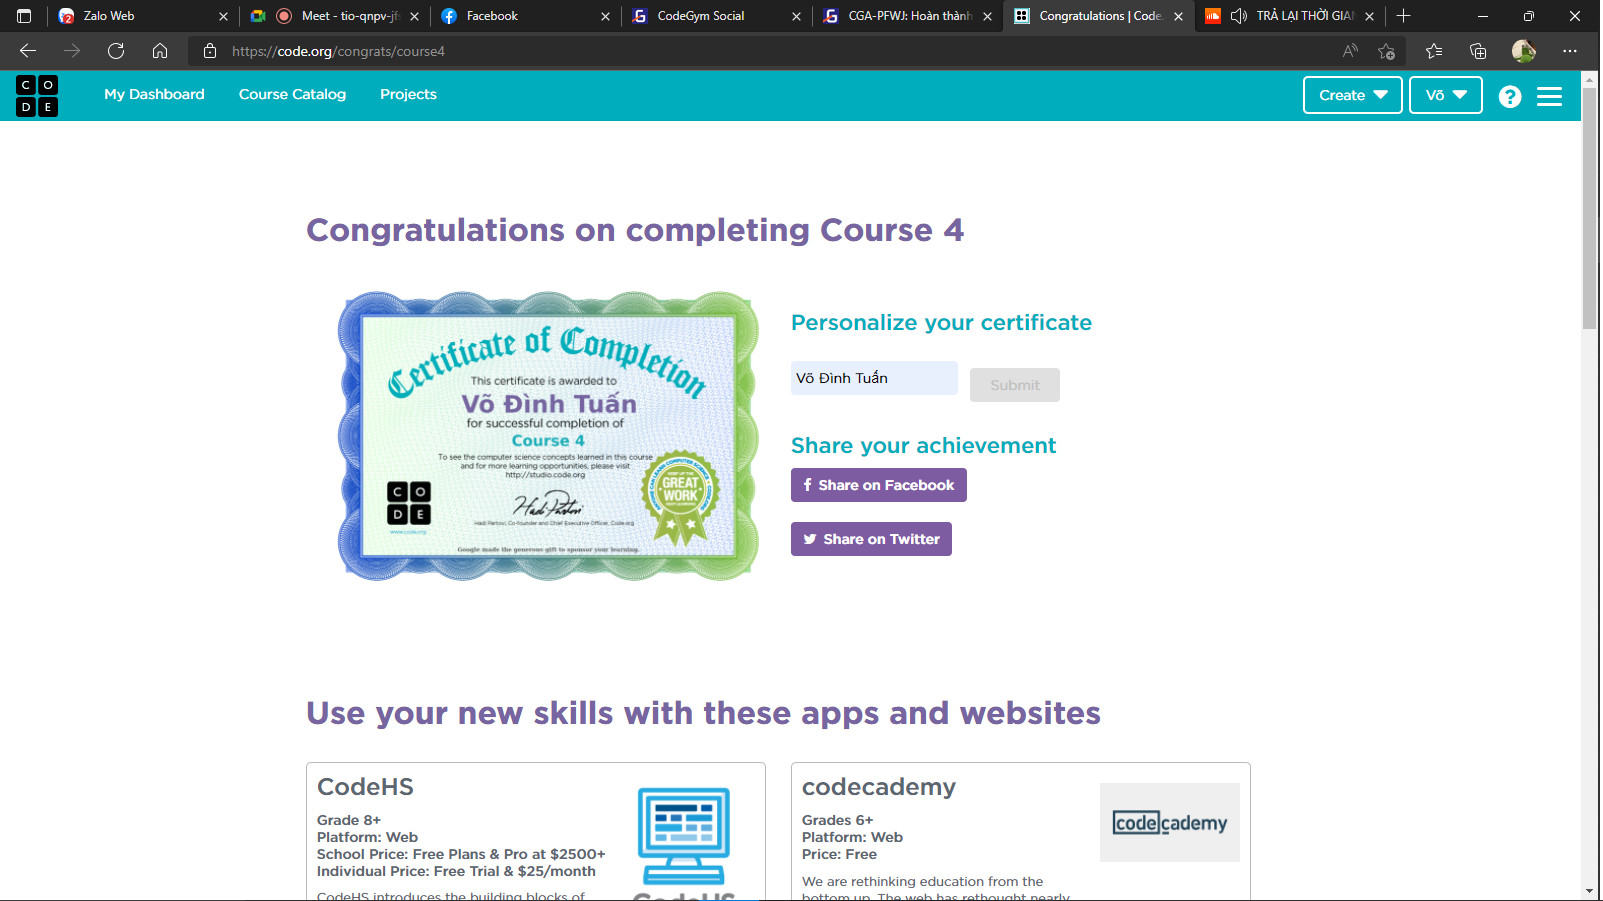 Zalo Web
Meet - tio-qnpv-jfs
Facebook
CodeGym Social
CGA-PFWJ: Hoàn thành
Congratulations | Code.
TRẢ LẠI THỜI GIAN
https://code.org/congrats/course4
C O
D E
My Dashboard
Course Catalog
Projects
Create
Võ
?
Congratulations on completing Course 4
Certificate of Completion
This certificate is awarded to
Võ Đình Tuấn
for successful completion of
Course 4
To see the computer science concepts learned in this course
and for more learning opportunities, please visit
http://studio.code.org
C O
D E
www.code.org
Hadi Partovi
Hadi Partovi, Co-founder and Chief Executive Officer, Code.org
GREAT
WORK
Google made the generous gift to sponsor your learning.
Personalize your certificate
Võ Đình Tuấn
Submit
Share your achievement
Share on Facebook
Share on Twitter
Use your new skills with these apps and websites
CodeHS
Grade 8+
Platform: Web
School Price: Free Plans & Pro at $2500+
Individual Price: Free Trial & $25/month
CodeHS introduces the building blocks of
CodeHS
codecademy
Grades 6+
Platform: Web
Price: Free
We are rethinking education from the
bottom up. The web has rethought nearly
codecademy